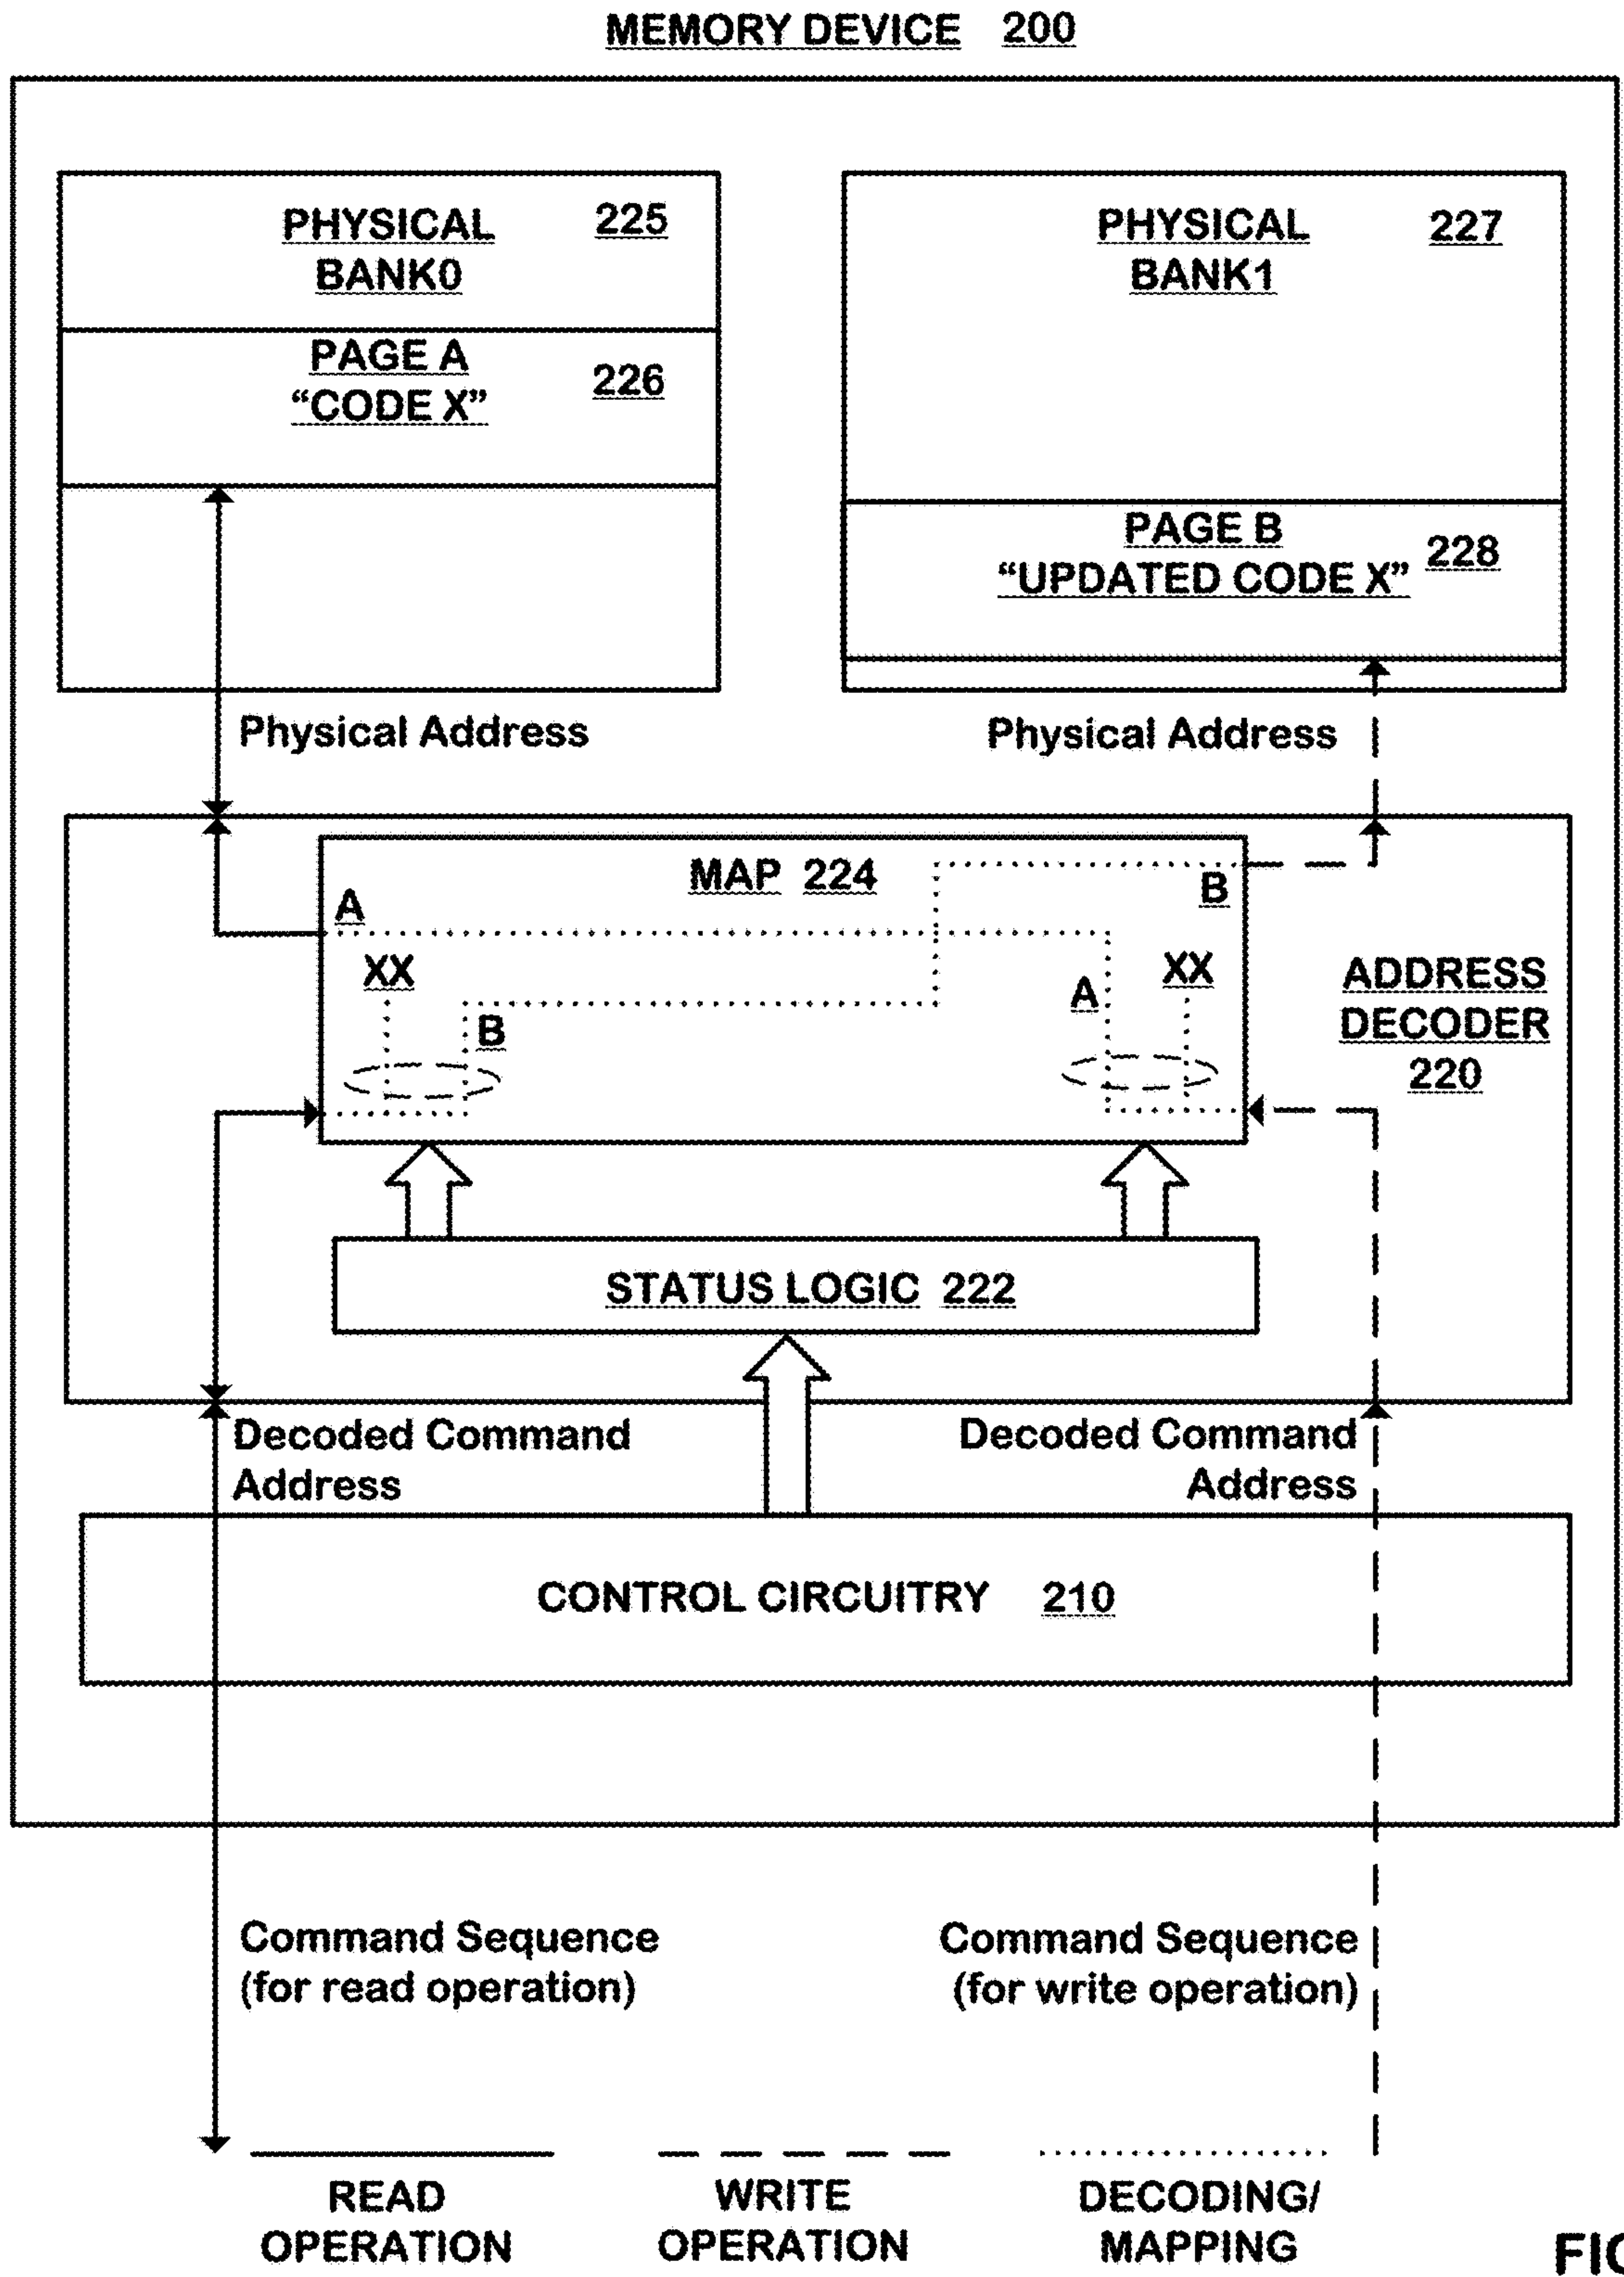 MEMORY DEVICE 200
PHYSICAL 225
BANK0
PAGE A
"CODE X" 226
PHYSICAL 227
BANK1
PAGE B
"UPDATED CODE X" 228
Physical Address
Physical Address
MAP 224
A
B
XX
XX
A
B
ADDRESS
DECODER
220
STATUS LOGIC 222
Decoded Command
Address
Decoded Command
Address
CONTROL CIRCUITRY 210
Command Sequence
(for read operation)
Command Sequence
(for write operation)
READ
OPERATION
WRITE
OPERATION
DECODING/
MAPPING